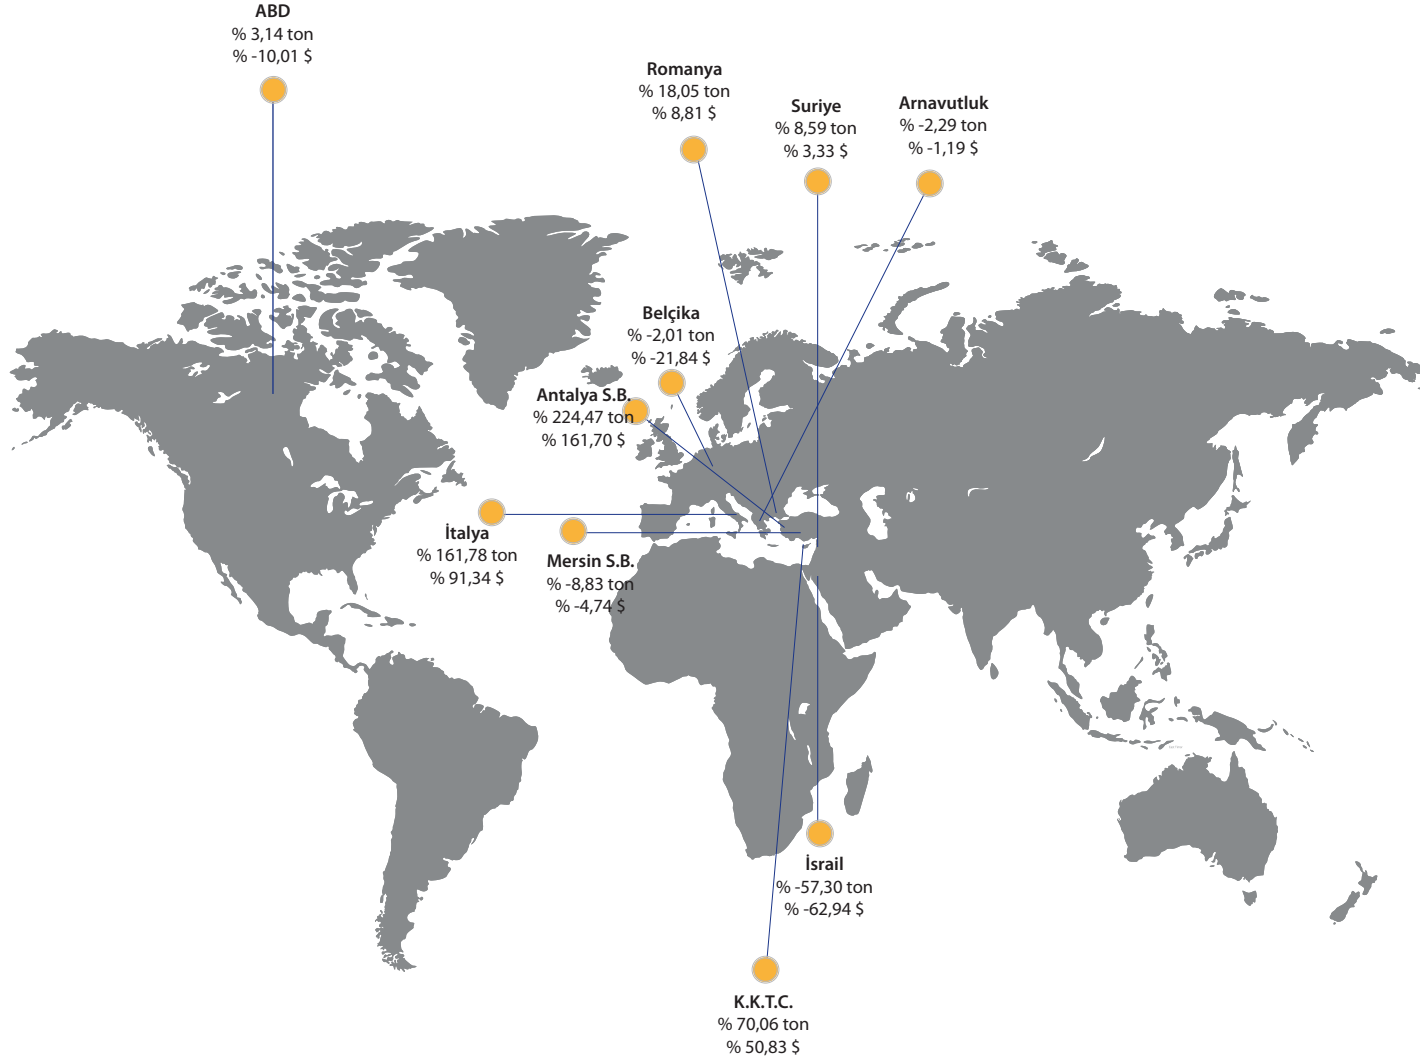 ABD
% 3,14 ton
% -10,01 $
Romanya
% 18,05 ton
% 8,81 $
Suriye
% 8,59 ton
% 3,33 $
Arnavutluk
% -2,29 ton
% -1,19 $
Belçika
% -2,01 ton
% -21,84 $
Antalya S.B.
% 224,47 ton
% 161,70 $
İtalya
% 161,78 ton
% 91,34 $
Mersin S.B.
% -8,83 ton
% -4,74 $
İsrail
% -57,30 ton
% -62,94 $
K.K.T.C.
% 70,06 ton
% 50,83 $